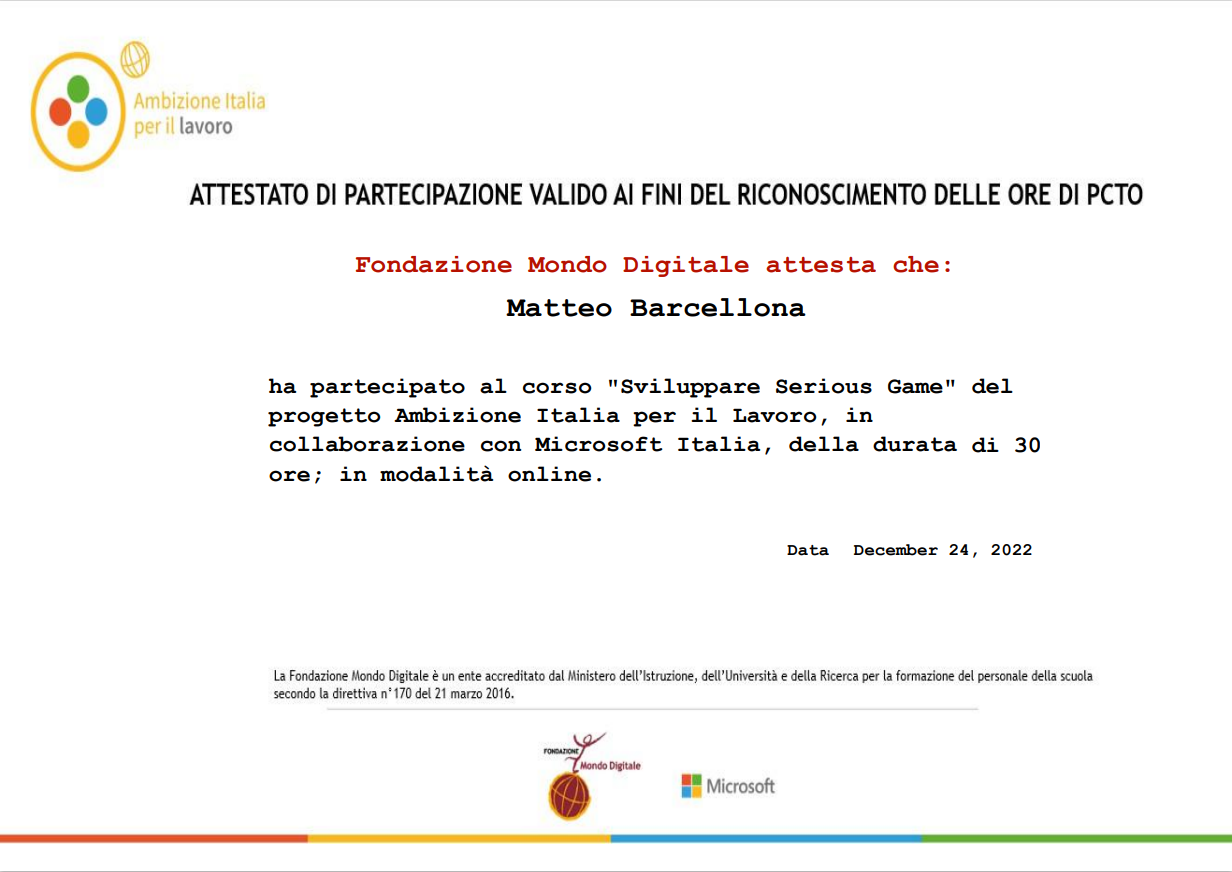 Ambizione Italia
per il lavoro
ATTESTATO DI PARTECIPAZIONE VALIDO AI FINI DEL RICONOSCIMENTO DELLE ORE DI PCTO
Fondazione Mondo Digitale attesta che:
Matteo Barcellona
ha partecipato al corso "Sviluppare Serious Game" del
progetto Ambizione Italia per il Lavoro, in
collaborazione con Microsoft Italia, della durata di 30
ore; in modalità online.
Data December 24, 2022
La Fondazione Mondo Digitale è un ente accreditato dal Ministero dell'Istruzione, dell'Università e della Ricerca per la formazione del personale della scuola
secondo la direttiva n°170 del 21 marzo 2016.
FONDAZIONE
Mondo Digitale
Microsoft